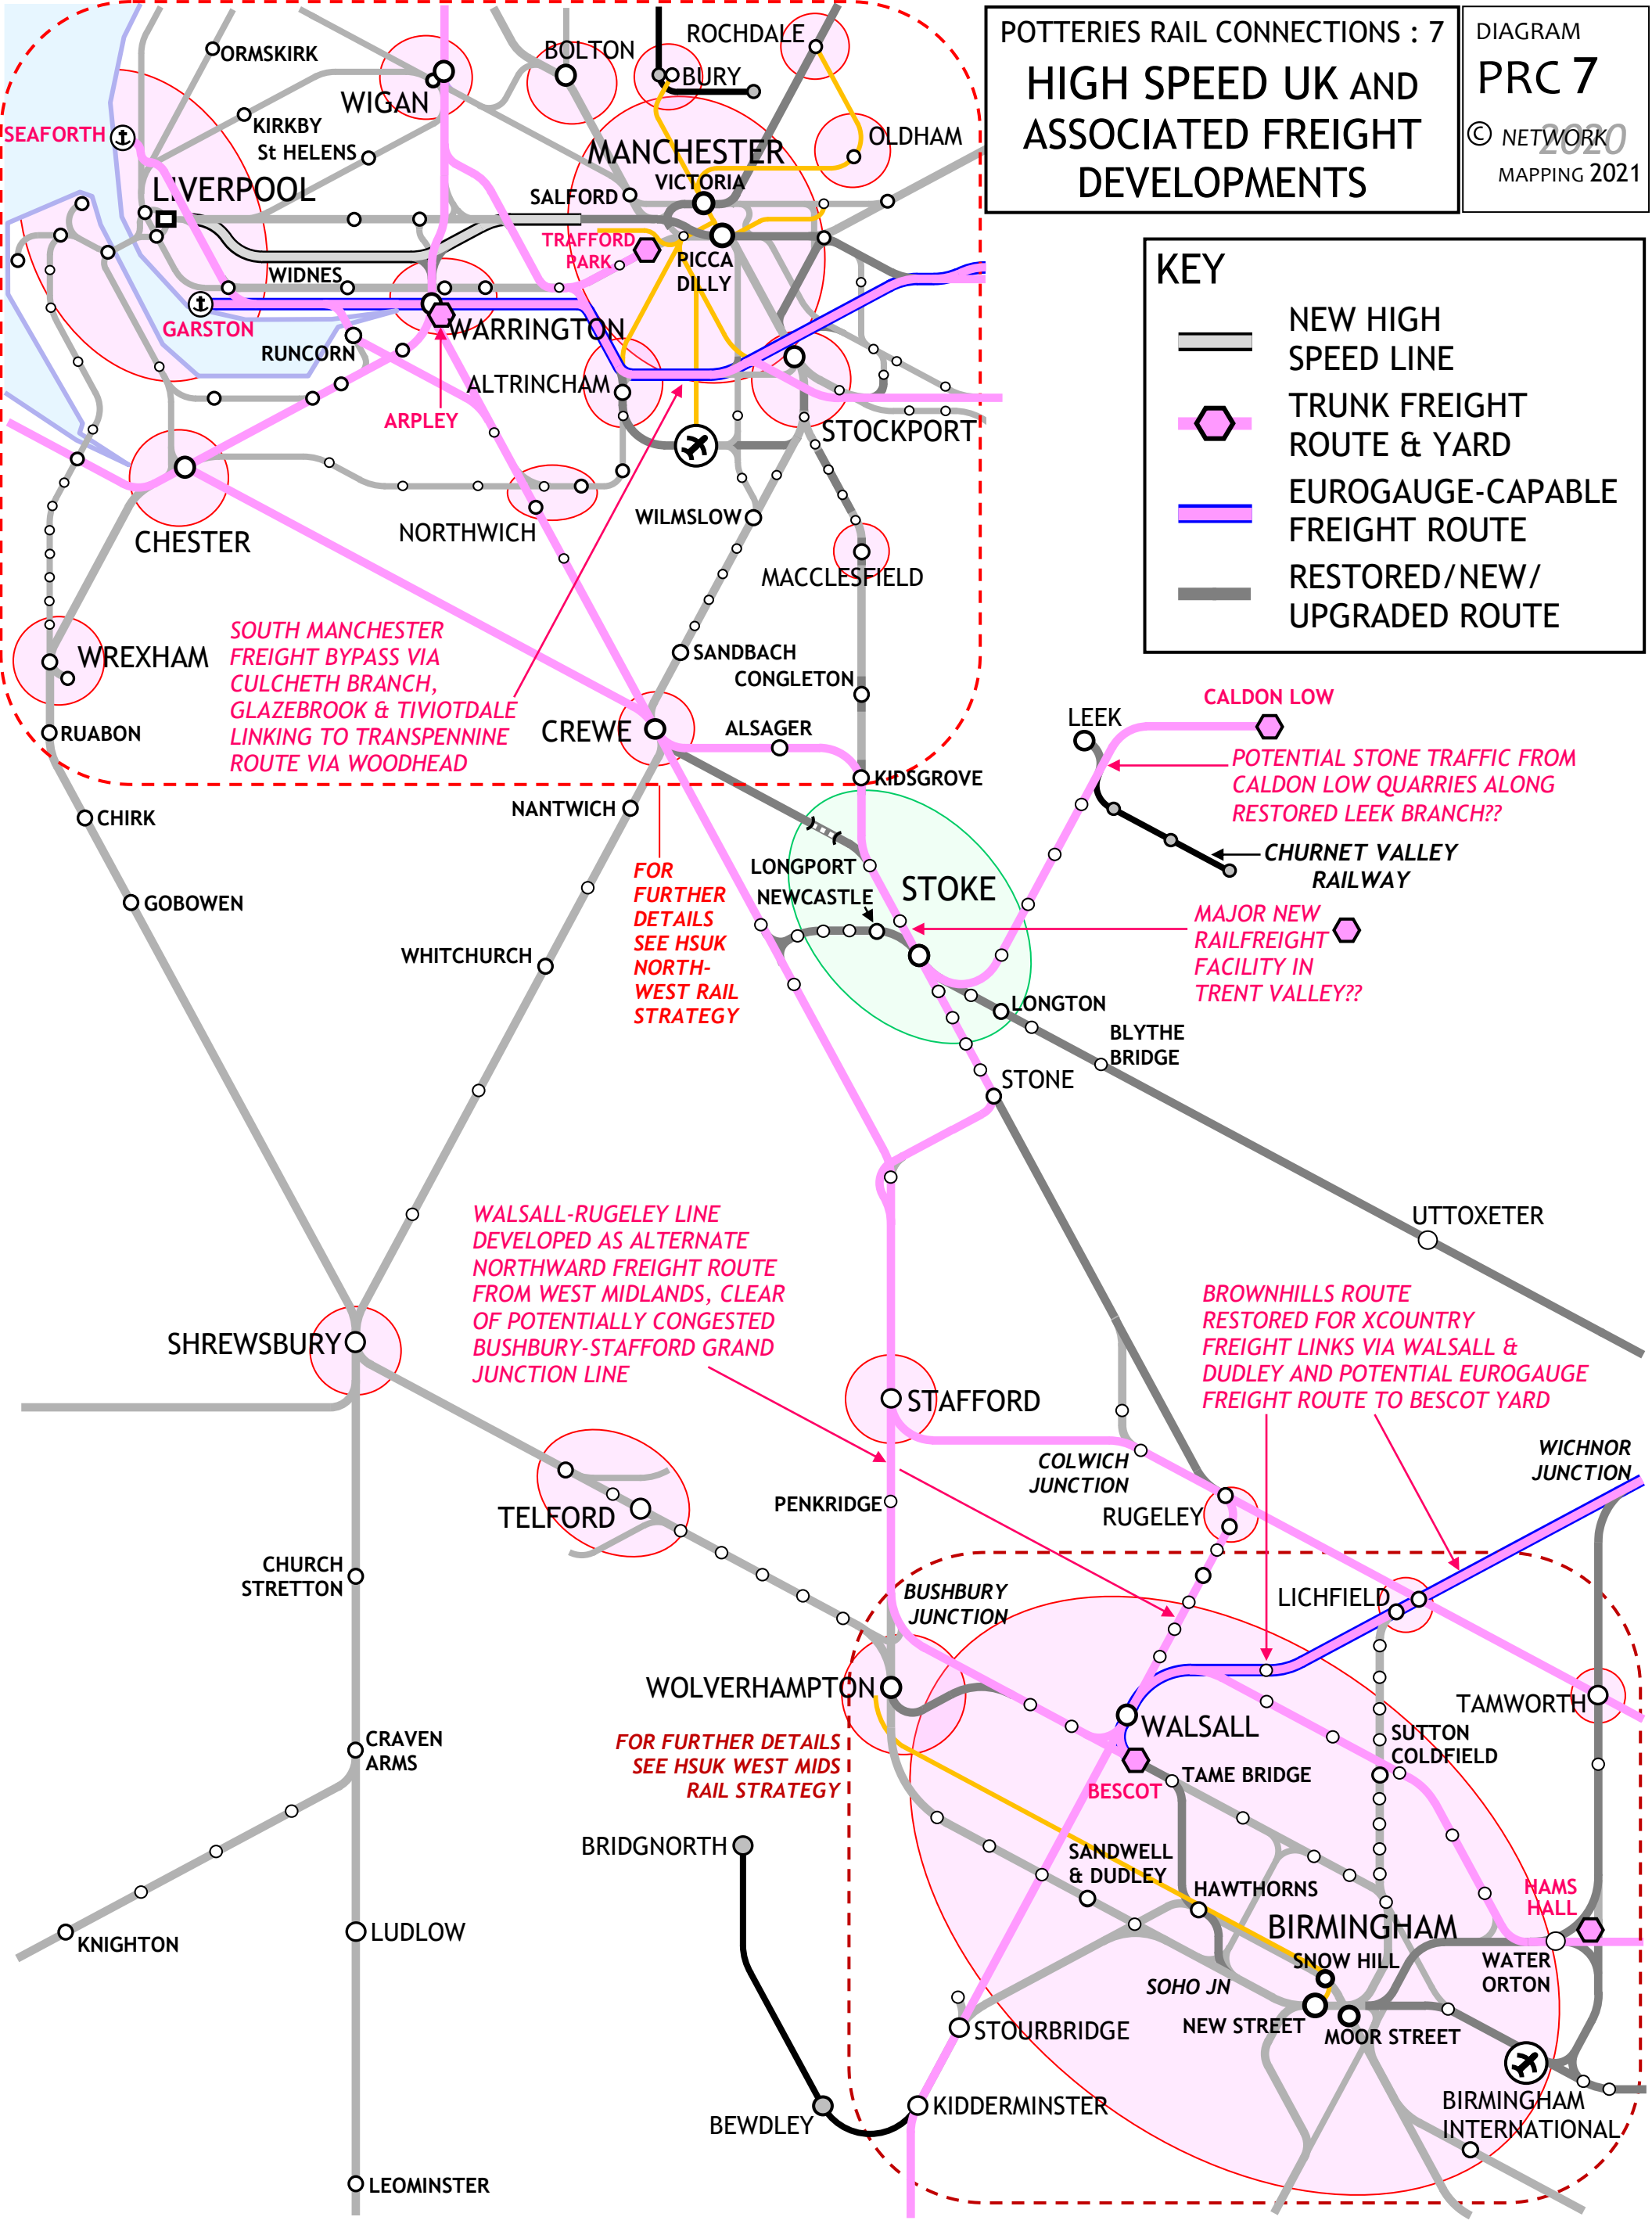 POTTERIES RAIL CONNECTIONS : 7
HIGH SPEED UK AND
ASSOCIATED FREIGHT
DEVELOPMENTS
DIAGRAM
PRC 7
© NETWORK
2020
MAPPING 2021
KEY
NEW HIGH
SPEED LINE
TRUNK FREIGHT
ROUTE & YARD
EUROGAUGE-CAPABLE
FREIGHT ROUTE
RESTORED/NEW/
UPGRADED ROUTE
ORMSKIRK
WIGAN
BOLTON
ROCHDALE
BURY
OLDHAM
SEAFORTH
KIRKBY
St HELENS
MANCHESTER
VICTORIA
LIVERPOOL
SALFORD
TRAFFORD
PARK
PICCA
DILLY
WIDNES
GARSTON
WARRINGTON
RUNCORN
ALTRINCHAM
ARPLEY
STOCKPORT
CHESTER
NORTHWICH
WILMSLOW
MACCLESFIELD
WREXHAM
SOUTH MANCHESTER
FREIGHT BYPASS VIA
CULCHETH BRANCH,
GLAZEBROOK & TIVIOTDALE
LINKING TO TRANSPENNINE
ROUTE VIA WOODHEAD
SANDBACH
CONGLETON
RUABON
CREWE
ALSAGER
KIDSGROVE
LEEK
CALDON LOW
POTENTIAL STONE TRAFFIC FROM
CALDON LOW QUARRIES ALONG
RESTORED LEEK BRANCH??
CHURNET VALLEY
RAILWAY
CHIRK
NANTWICH
FOR
FURTHER
DETAILS
SEE HSUK
NORTH-
WEST RAIL
STRATEGY
LONGPORT
NEWCASTLE
STOKE
MAJOR NEW
RAILFREIGHT
FACILITY IN
TRENT VALLEY??
GOBOWEN
WHITCHURCH
LONGTON
BLYTHE
BRIDGE
STONE
UTTOXETER
WALSALL-RUGELEY LINE
DEVELOPED AS ALTERNATE
NORTHWARD FREIGHT ROUTE
FROM WEST MIDLANDS, CLEAR
OF POTENTIALLY CONGESTED
BUSHBURY-STAFFORD GRAND
JUNCTION LINE
BROWNHILLS ROUTE
RESTORED FOR XCOUNTRY
FREIGHT LINKS VIA WALSALL &
DUDLEY AND POTENTIAL EUROGAUGE
FREIGHT ROUTE TO BESCOT YARD
SHREWSBURY
STAFFORD
COLWICH
JUNCTION
WICHNOR
JUNCTION
PENKRIDGE
RUGELEY
TELFORD
CHURCH
STRETTON
BUSHBURY
JUNCTION
LICHFIELD
WOLVERHAMPTON
TAMWORTH
WALSALL
FOR FURTHER DETAILS
SEE HSUK WEST MIDS
RAIL STRATEGY
CRAVEN
ARMS
SUTTON
COLDFIELD
BESCOT
TAME BRIDGE
BRIDGNORTH
SANDWELL
& DUDLEY
HAWTHORNS
HAMS
HALL
BIRMINGHAM
SNOW HILL
KNIGHTON
LUDLOW
WATER
ORTON
SOHO JN
NEW STREET
MOOR STREET
STOURBRIDGE
BIRMINGHAM
INTERNATIONAL
BEWDLEY
KIDDERMINSTER
LEOMINSTER